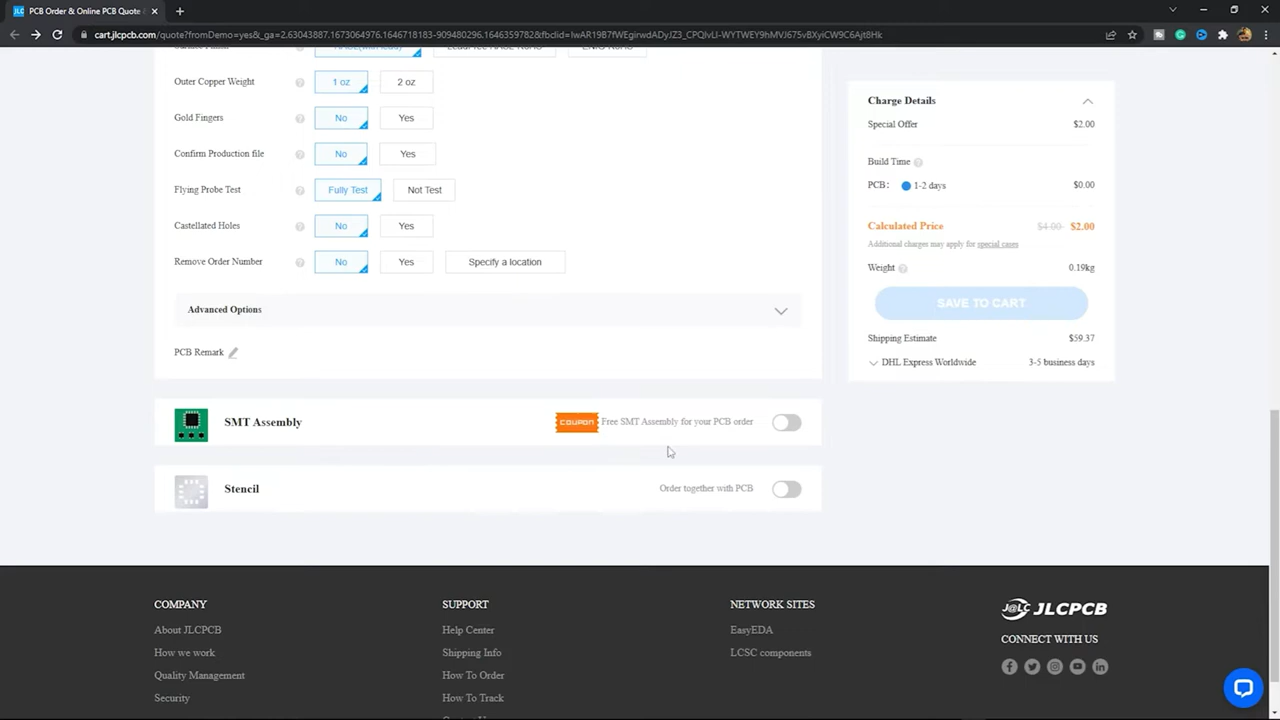 PCB Order & Online PCB Quote &
cart.jlcpcb.com/quote?fromDemo=yes&_ga=2.63043887.1673064976.1646718183-909480296.1646359782&fbclid=IwAR19B7fWEgirwdADyJZ3_CPQIvLI-WYTWEY9hMVJ675vBXyiCW9C6Ajt8Hk
Outer Copper Weight 1 oz 2 oz
Gold Fingers No Yes
Confirm Production file No Yes
Flying Probe Test Fully Test Not Test
Castellated Holes No Yes
Remove Order Number No Yes Specify a location
Advanced Options
PCB Remark
SMT Assembly COUPON Free SMT Assembly for your PCB order
Stencil Order together with PCB
Charge Details
Special Offer $2.00
Build Time
PCB: 1-2 days $0.00
Calculated Price $4.00 $2.00
Additional charges may apply for special cases
Weight 0.19kg
SAVE TO CART
Shipping Estimate $59.37
DHL Express Worldwide 3-5 business days
COMPANY
About JLCPCB
How we work
Quality Management
Security
SUPPORT
Help Center
Shipping Info
How To Order
How To Track
NETWORK SITES
EasyEDA
LCSC components
J@LC JLCPCB
CONNECT WITH US